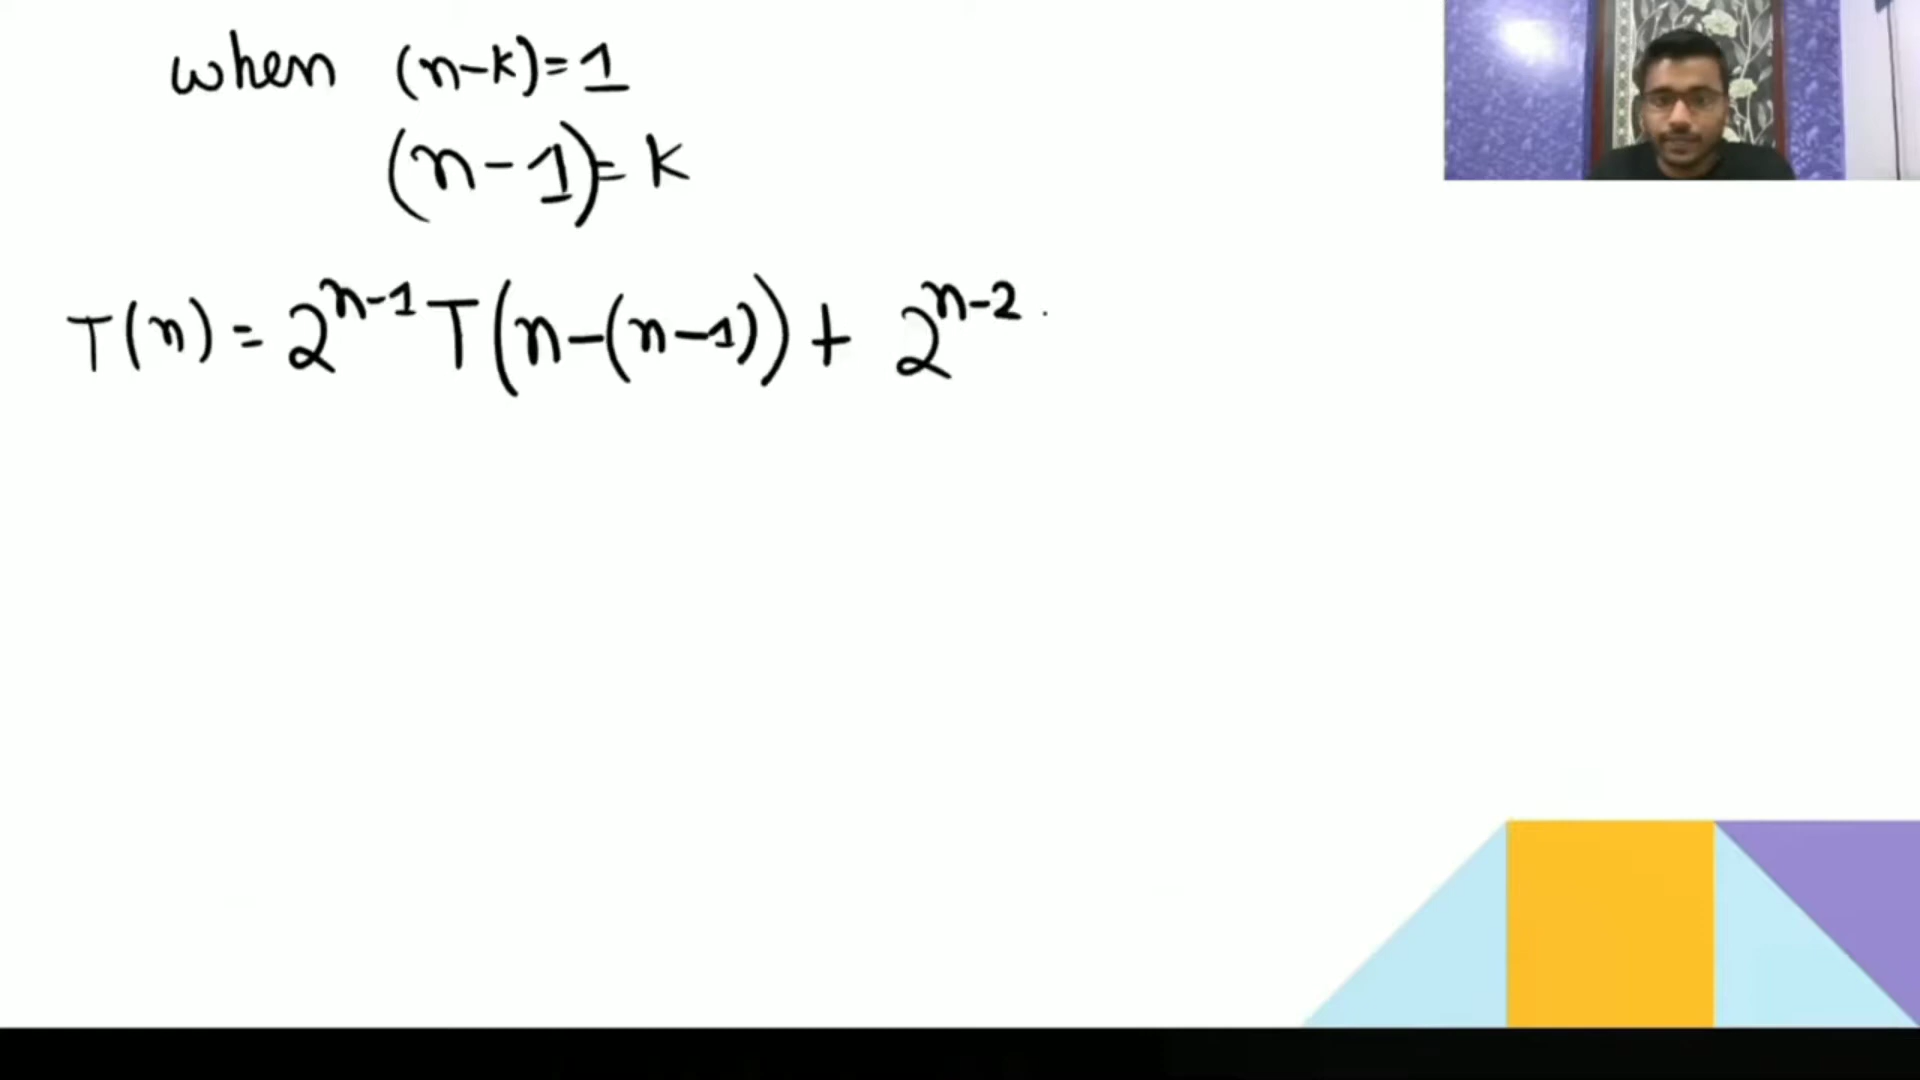 when (n-k)=1
(n-1)=k
T(n)=2^{n-1}T(n-(n-1))+ 2^{n-2}.